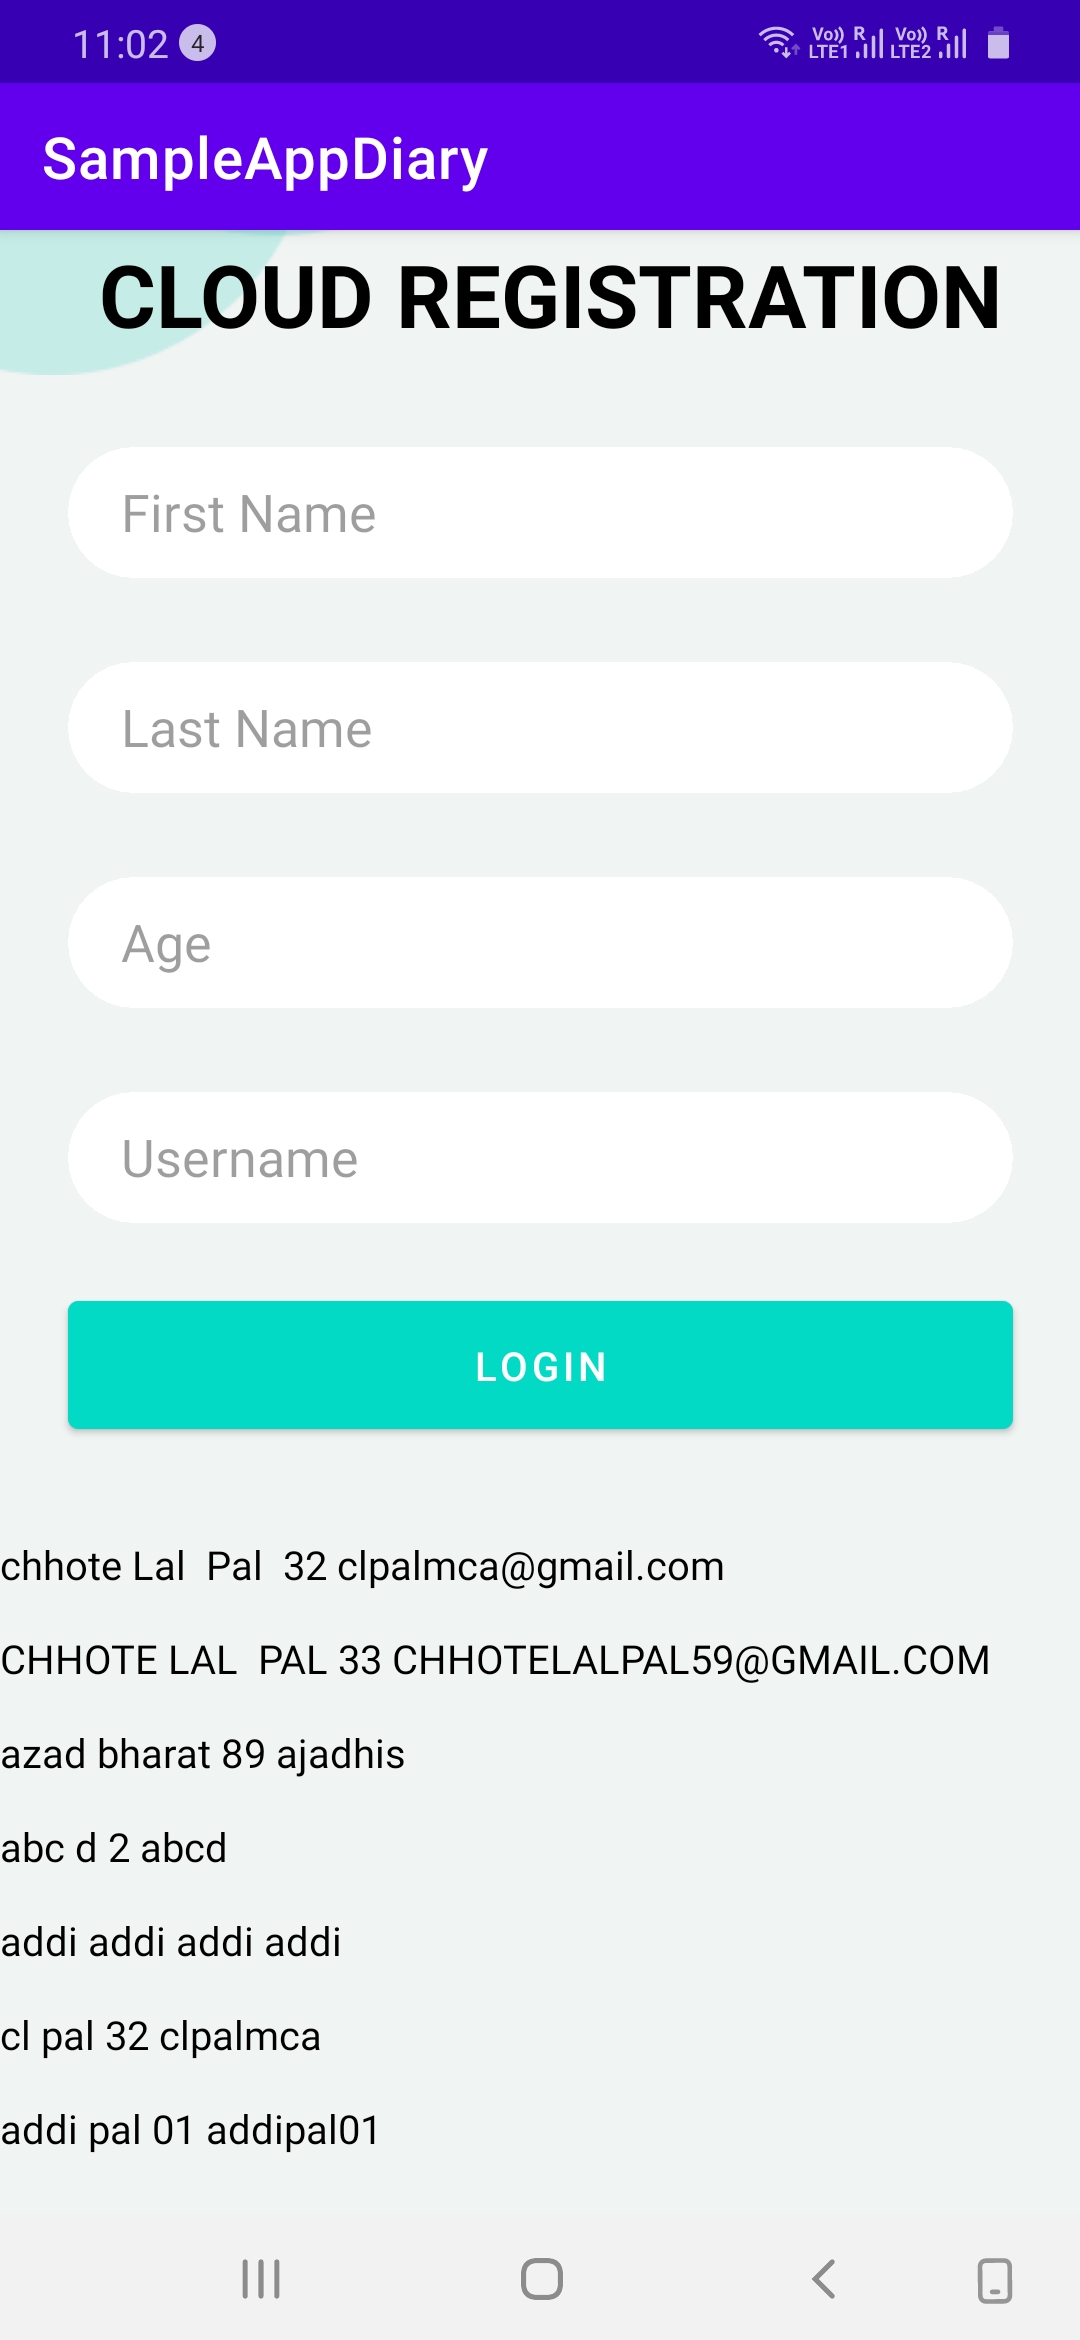 11:02 4 Vo)) R Vo)) R
LTE1 LTE2
SampleAppDiary
CLOUD REGISTRATION
First Name
Last Name
Age
Username
LOGIN
chhote Lal  Pal  32 clpalmca@gmail.com
CHHOTE LAL  PAL 33 CHHOTELALPAL59@GMAIL.COM
azad bharat 89 ajadhis
abc d 2 abcd
addi addi addi addi
cl pal 32 clpalmca
addi pal 01 addipal01